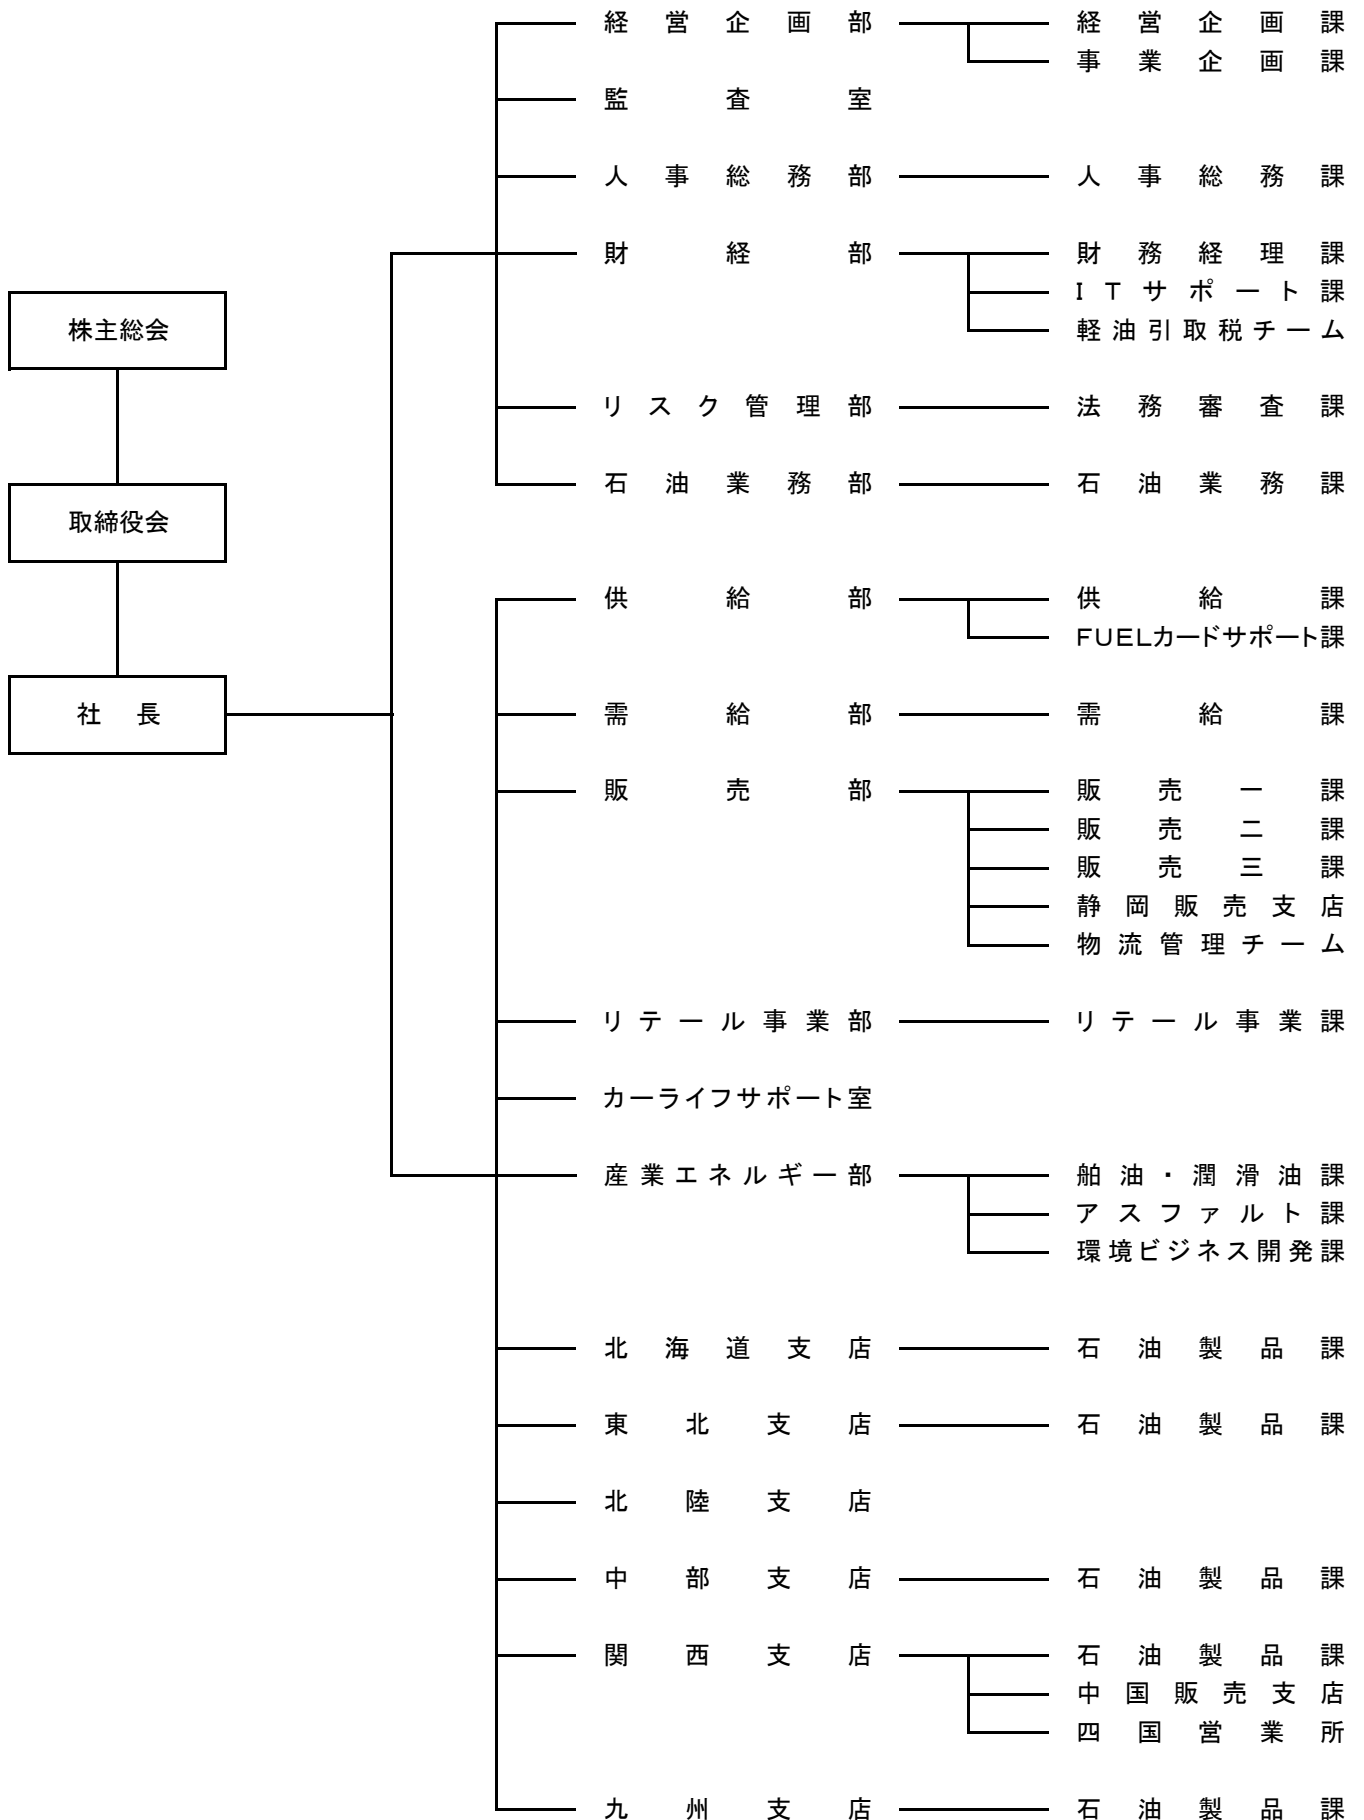 経営企画部 経営企画課
事業企画課
監査室
人事総務部 人事総務課
財経部 財務経理課
ITサポート課
株主総会
軽油引取税チーム
リスク管理部 法務審査課
石油業務部 石油業務課
取締役会
供給部 供給課
FUELカードサポート課
社長
需給部 需給課
販売部 販売一課
販売二課
販売三課
静岡販売支店
物流管理チーム
リテール事業部 リテール事業課
カーライフサポート室
産業エネルギー部 舶油・潤滑油課
アスファルト課
環境ビジネス開発課
北海道支店 石油製品課
東北支店 石油製品課
北陸支店
中部支店 石油製品課
関西支店 石油製品課
中国販売支店
四国営業所
九州支店 石油製品課